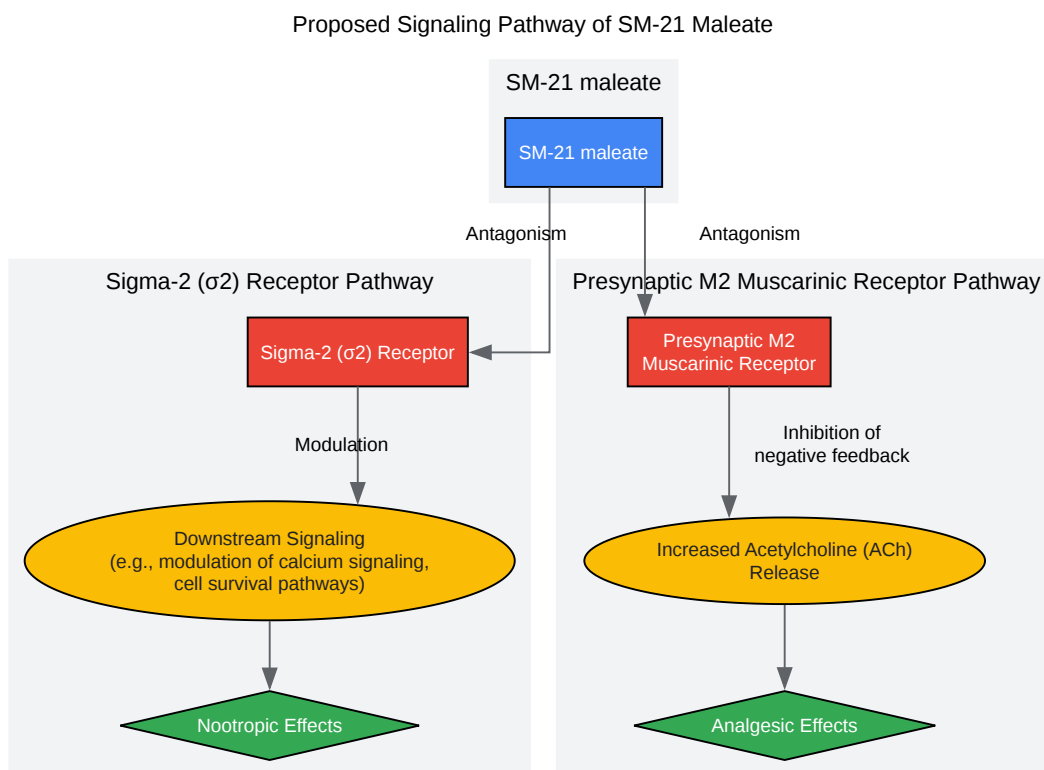 Proposed Signaling Pathway of SM-21 Maleate
SM-21 maleate
SM-21 maleate
Antagonism
Antagonism
Sigma-2 (σ2) Receptor Pathway
Presynaptic M2 Muscarinic Receptor Pathway
Sigma-2 (σ2) Receptor
Presynaptic M2
Muscarinic Receptor
Modulation
Inhibition of
negative feedback
Downstream Signaling
(e.g., modulation of calcium signaling,
cell survival pathways)
Increased Acetylcholine (ACh)
Release
Nootropic Effects
Analgesic Effects